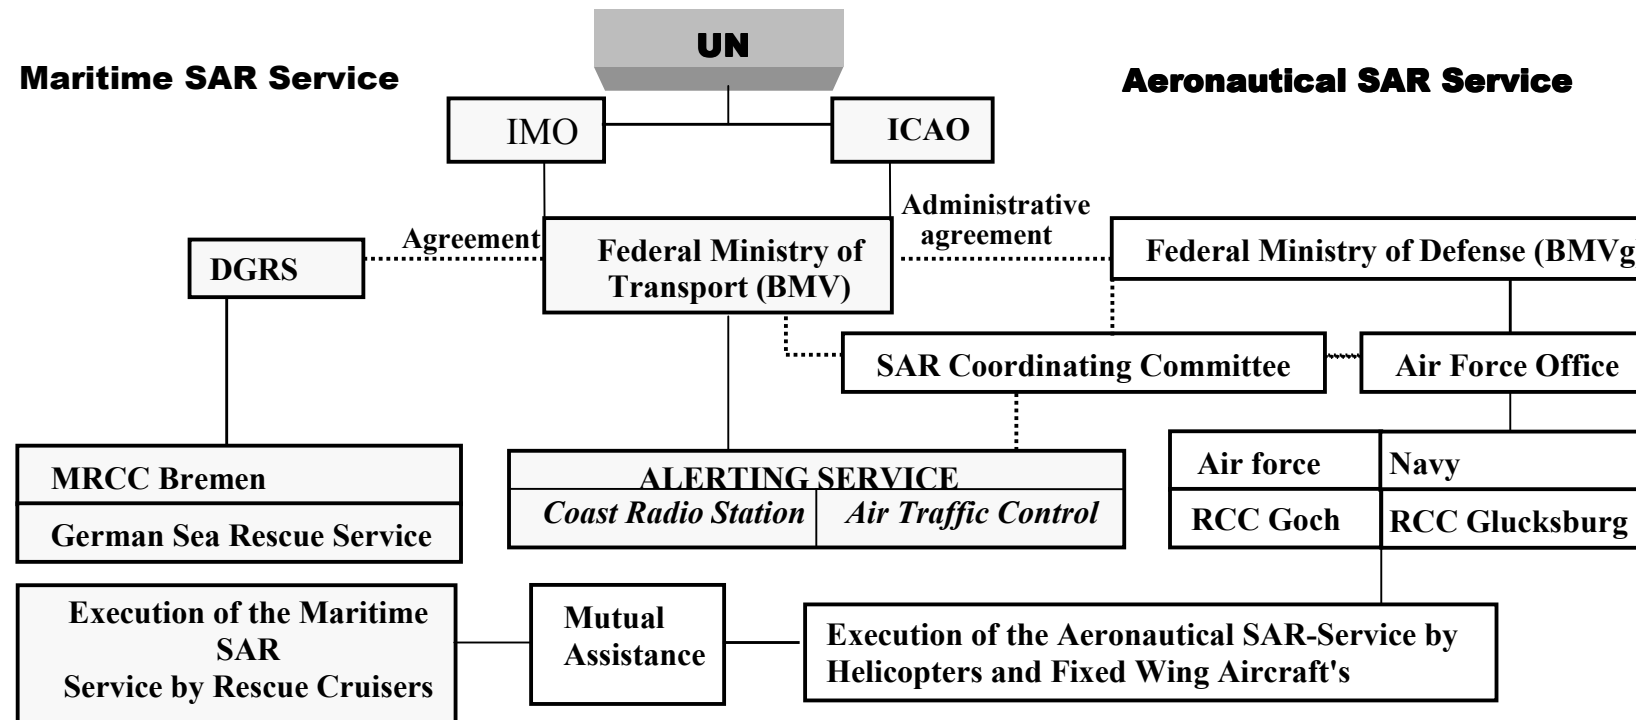 UN
Maritime SAR Service
Aeronautical SAR Service
IMO
ICAO
Administrative
agreement
Agreement
DGRS
Federal Ministry of
Transport (BMV)
Federal Ministry of Defense (BMVg
SAR Coordinating Committee
Air Force Office
MRCC Bremen
German Sea Rescue Service
ALERTING SERVICE
Coast Radio Station
Air Traffic Control
Air force
Navy
RCC Goch
RCC Glucksburg
Execution of the Maritime
SAR
Service by Rescue Cruisers
Mutual
Assistance
Execution of the Aeronautical SAR-Service by
Helicopters and Fixed Wing Aircraft's